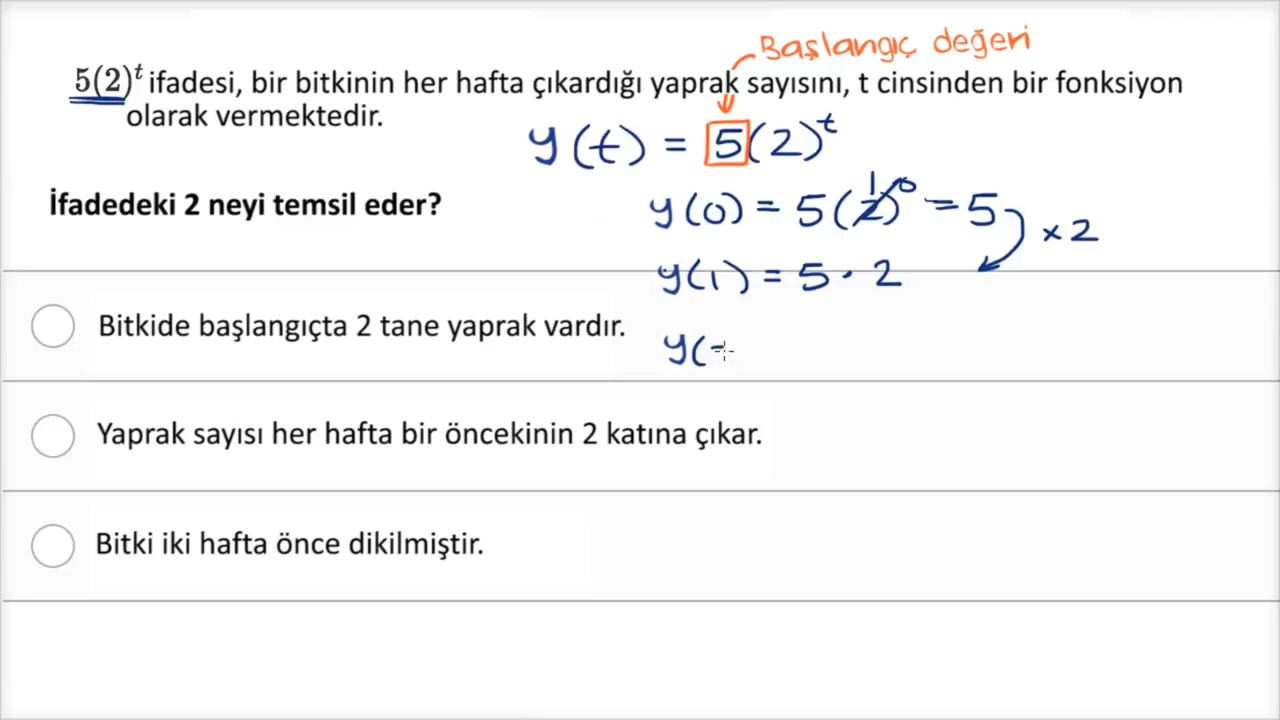 Başlangıç değeri
5(2)^t ifadesi, bir bitkinin her hafta çıkardığı yaprak sayısını, t cinsinden bir fonksiyon
olarak vermektedir.
y(t) = 5(2)^t
İfadedeki 2 neyi temsil eder?
y(0) = 5(2)^0 = 5
1
×2
y(1) = 5 · 2
Bitkide başlangıçta 2 tane yaprak vardır.
y(
Yaprak sayısı her hafta bir öncekinin 2 katına çıkar.
Bitki iki hafta önce dikilmiştir.